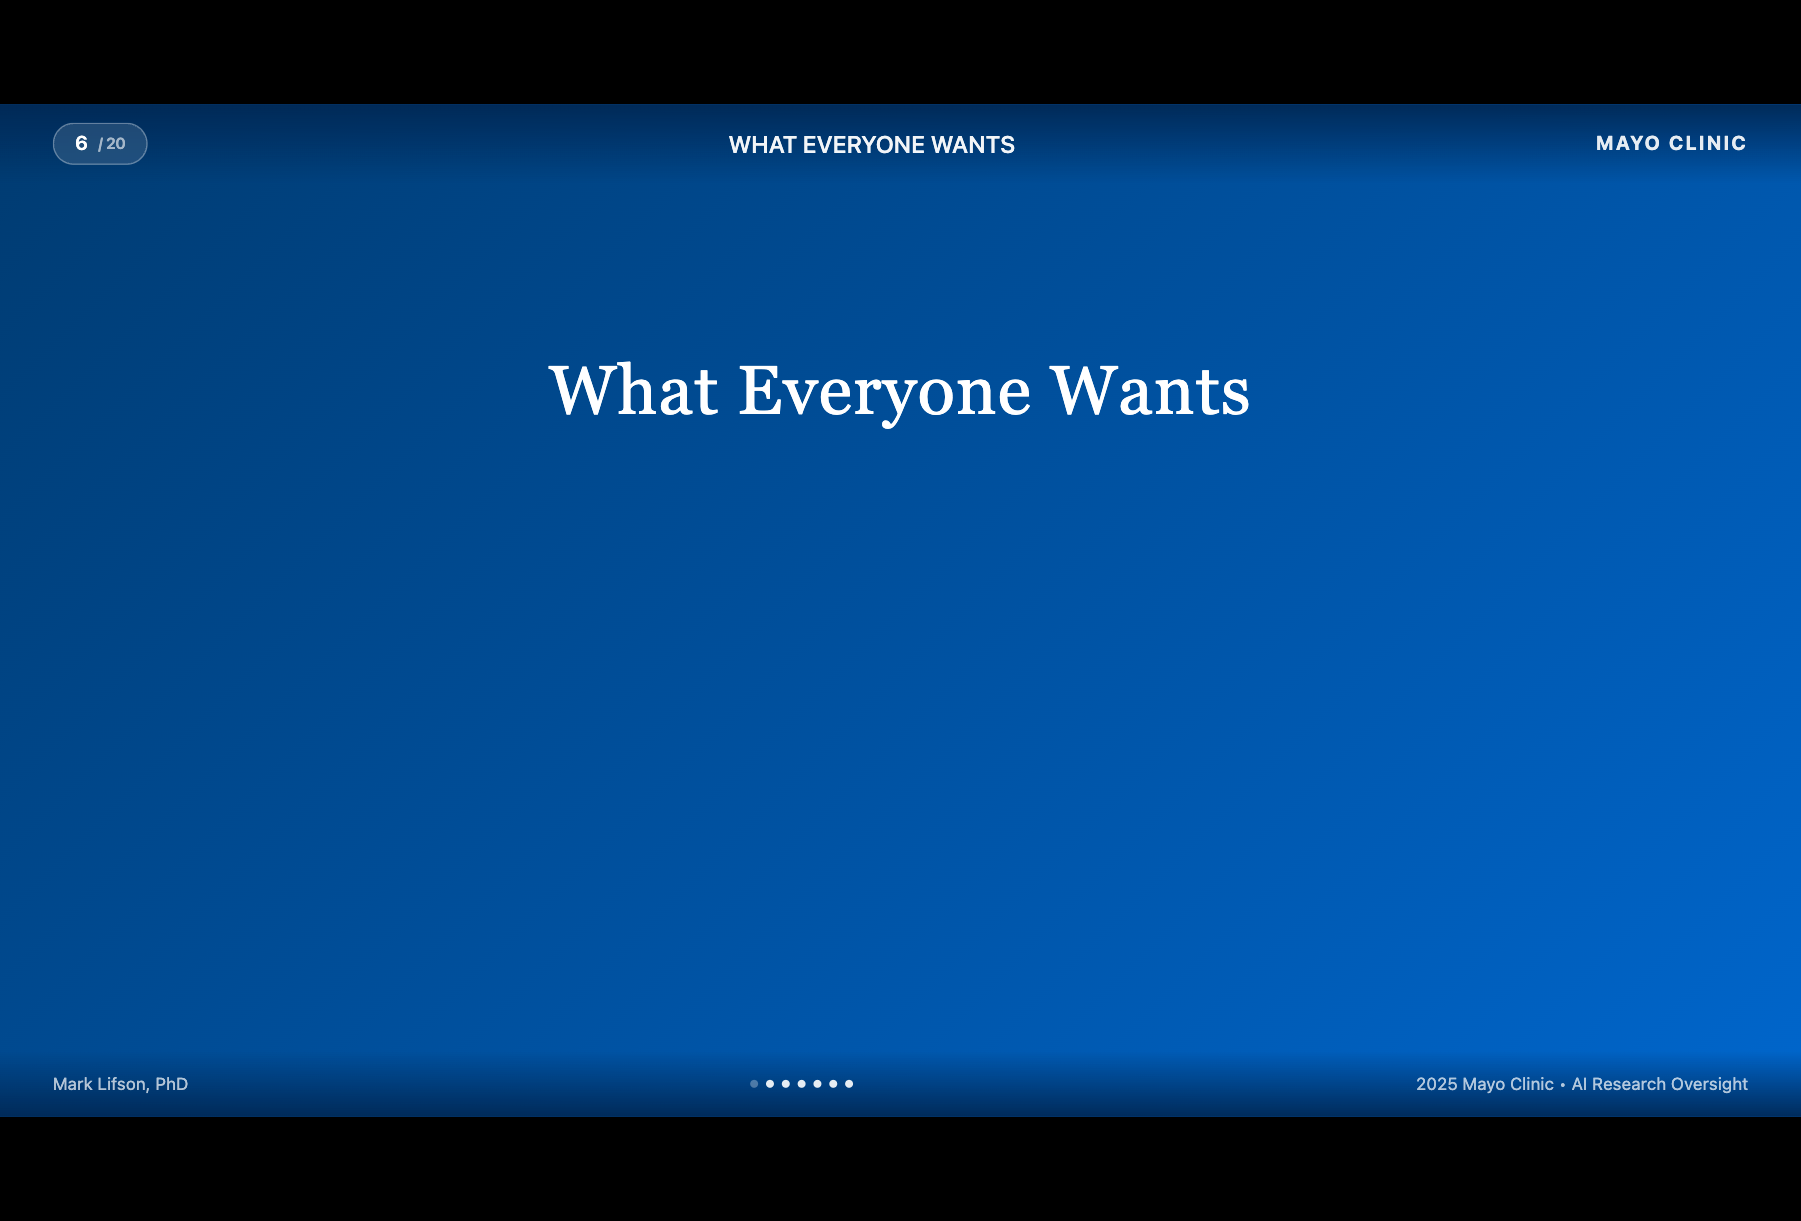 6 / 20
WHAT EVERYONE WANTS
MAYO CLINIC
What Everyone Wants
Mark Lifson, PhD
2025 Mayo Clinic • AI Research Oversight